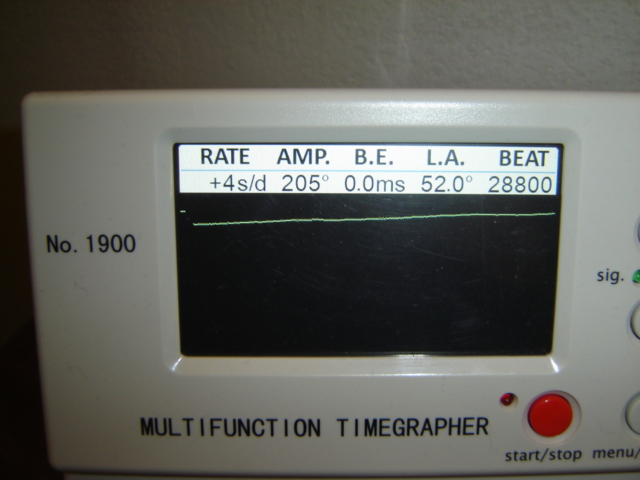 RATE AMP. B.E. L.A. BEAT
+4s/d 205° 0.0ms 52.0° 28800
No. 1900
sig.
MULTIFUNCTION TIMEGRAPHER
start/stop menu/